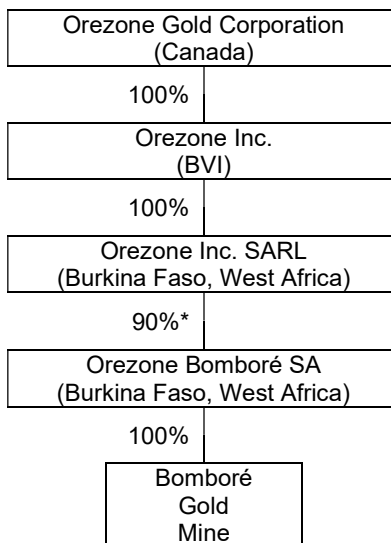 Orezone Gold Corporation
(Canada)
100%
Orezone Inc.
(BVI)
100%
Orezone Inc. SARL
(Burkina Faso, West Africa)
90%*
Orezone Bomboré SA
(Burkina Faso, West Africa)
100%
Bomboré
Gold
Mine